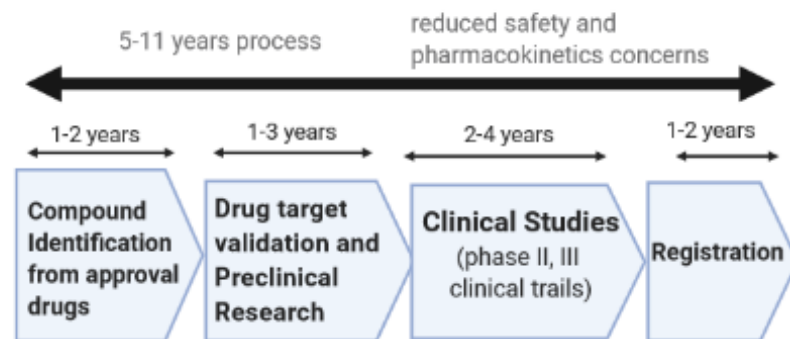 5-11 years process
reduced safety and
pharmacokinetics concerns
1-2 years
1-3 years
2-4 years
1-2 years
Compound
Identification
from approval
drugs
Drug target
validation and
Preclinical
Research
Clinical Studies
(phase II, III
clinical trails)
Registration